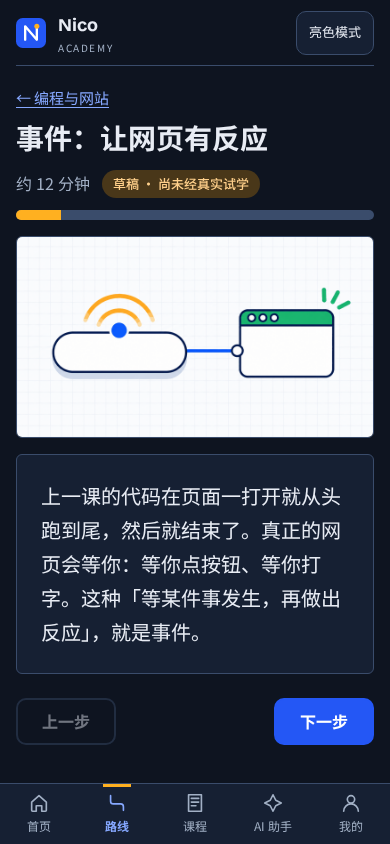 Nico
ACADEMY
亮色模式
← 编程与网站
事件：让网页有反应
约 12 分钟
草稿 · 尚未经真实试学
上一课的代码在页面一打开就从头
跑到尾，然后就结束了。真正的网
页会等你：等你点按钮、等你打
字。这种「等某件事发生，再做出
反应」，就是事件。
上一步
下一步
首页
路线
课程
AI 助手
我的